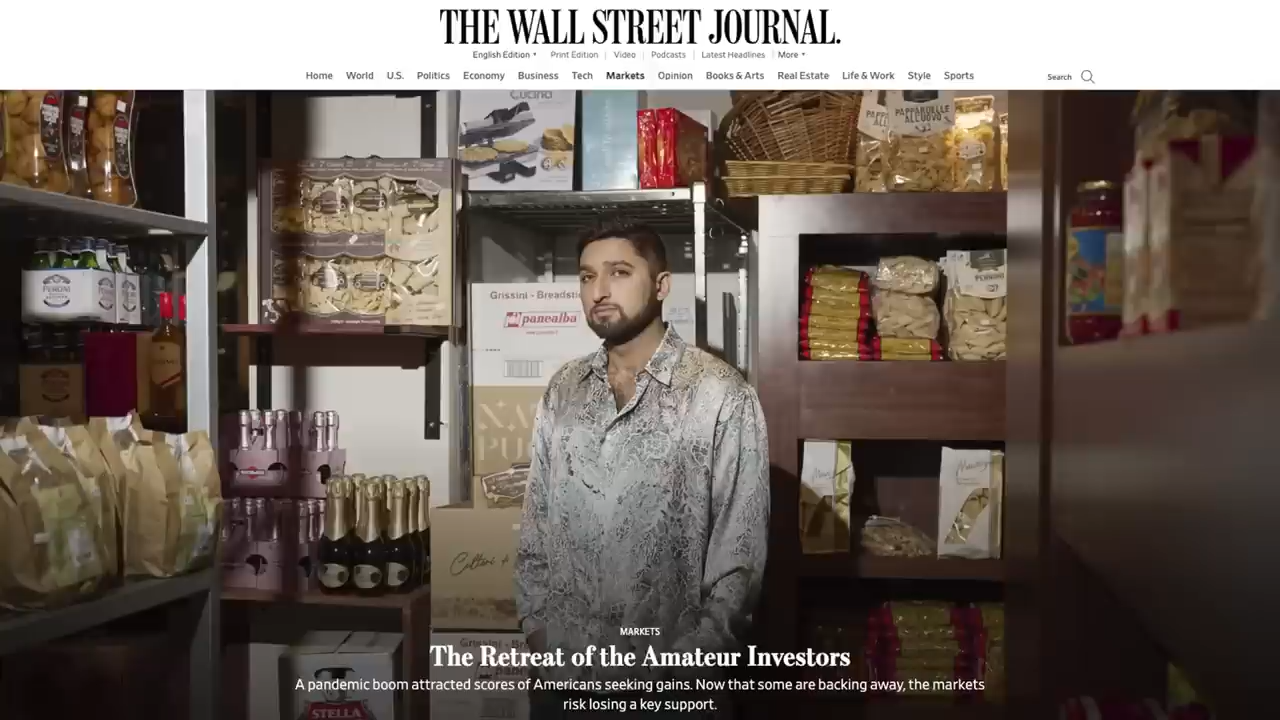 THE WALL STREET JOURNAL.
English Edition
Print Edition
Video
Podcasts
Latest Headlines
More
Home World U.S. Politics Economy Business Tech Markets Opinion Books & Arts Real Estate Life & Work Style Sports
Search
Cucina
PAPPARDELLE
ALL'UOVO
PERONI
Grissini - Breadsti
panealba
Grissini - Br
STELLA
MARKETS
The Retreat of the Amateur Investors
A pandemic boom attracted scores of Americans seeking gains. Now that some are backing away, the markets
risk losing a key support.